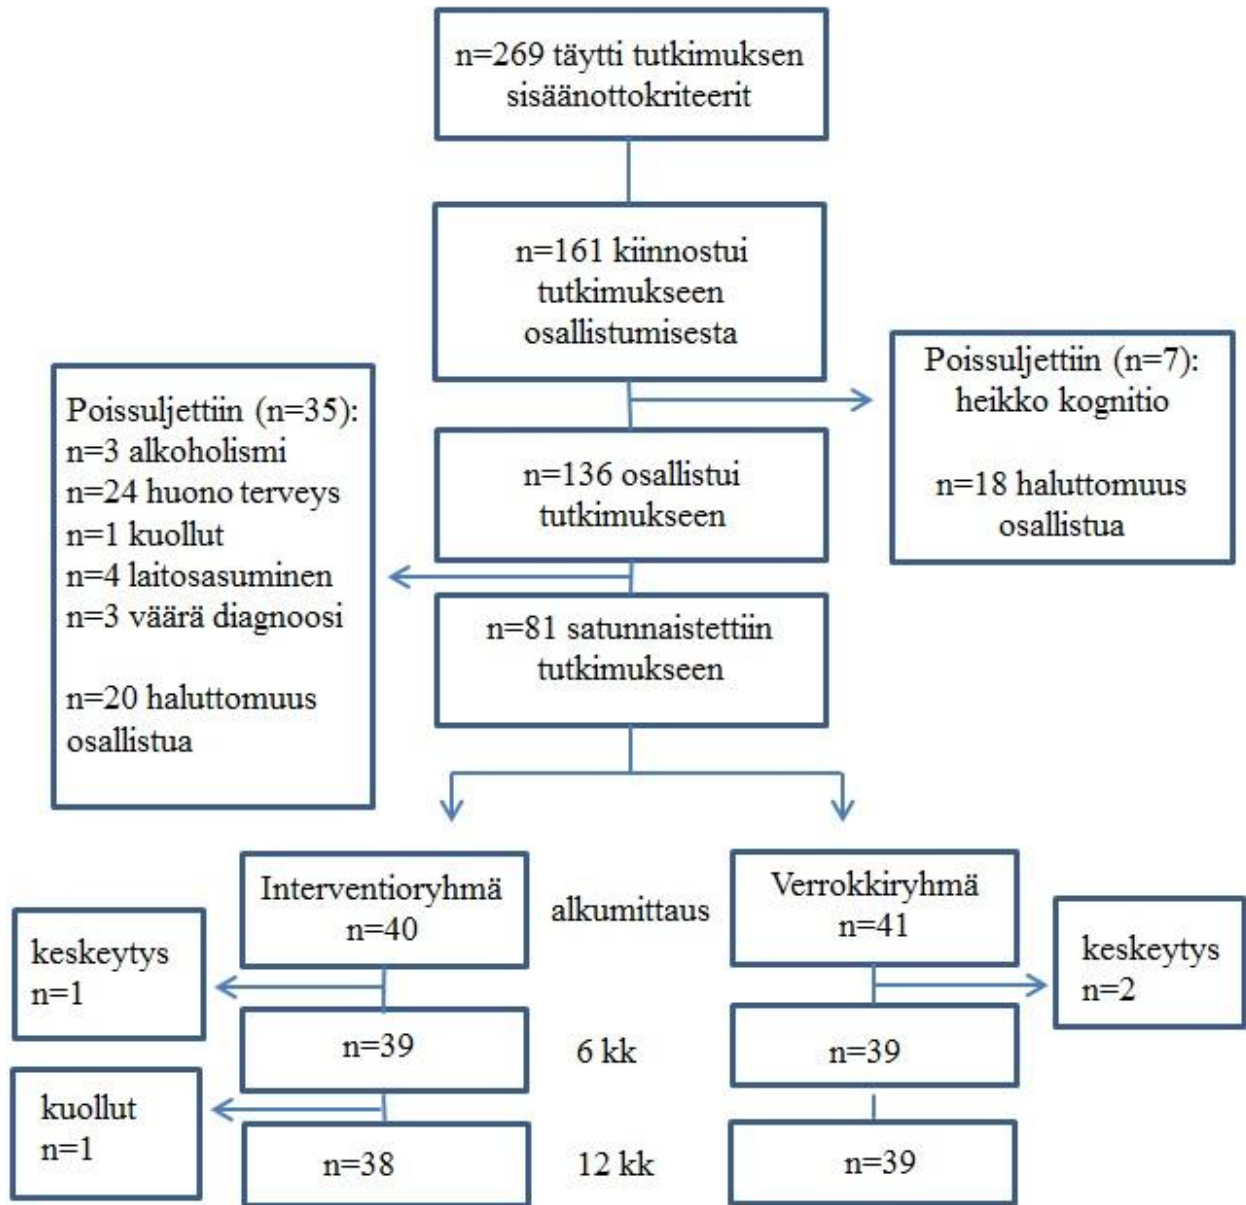 n=269 täytti tutkimuksen
sisäänottokriteerit
n=161 kiinnostui
tutkimukseen
osallistumisesta
Poissuljettiin (n=7):
heikko kognitio
n=18 haluttomuus
osallistua
Poissuljettiin (n=35):
n=3 alkoholismi
n=24 huono terveys
n=1 kuollut
n=4 laitosasuminen
n=3 väärä diagnoosi
n=20 haluttomuus
osallistua
n=136 osallistui
tutkimukseen
n=81 satunnaistettiin
tutkimukseen
Interventioryhmä
n=40
alkumittaus
Verrokkiryhmä
n=41
keskeytys
n=1
keskeytys
n=2
n=39
6 kk
n=39
kuollut
n=1
n=38
12 kk
n=39